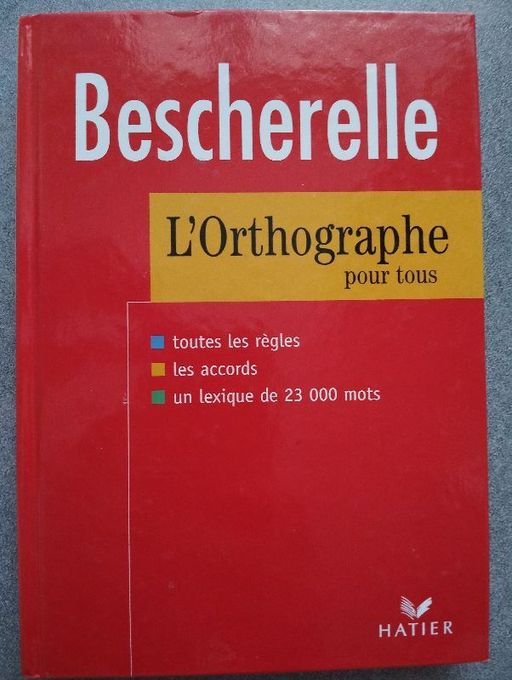 Bescherelle
L'Orthographe
pour tous
toutes les règles
les accords
un lexique de 23 000 mots
HATIER